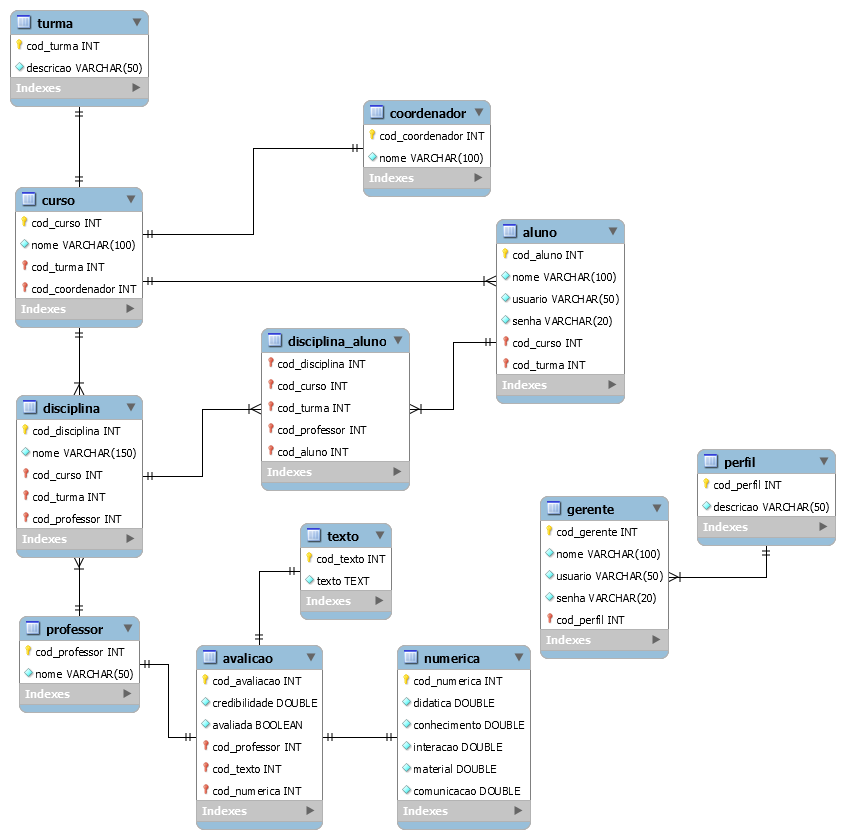 turma
cod_turma INT
descricao VARCHAR(50)
Indexes
coordenador
cod_coordenador INT
nome VARCHAR(100)
Indexes
curso
cod_curso INT
nome VARCHAR(100)
cod_turma INT
cod_coordenador INT
Indexes
aluno
cod_aluno INT
nome VARCHAR(100)
usuario VARCHAR(50)
senha VARCHAR(20)
cod_curso INT
cod_turma INT
Indexes
disciplina_aluno
cod_disciplina INT
cod_curso INT
cod_turma INT
cod_professor INT
cod_aluno INT
Indexes
disciplina
cod_disciplina INT
nome VARCHAR(150)
cod_curso INT
cod_turma INT
cod_professor INT
Indexes
perfil
cod_perfil INT
descricao VARCHAR(50)
Indexes
gerente
cod_gerente INT
nome VARCHAR(100)
usuario VARCHAR(50)
senha VARCHAR(20)
cod_perfil INT
Indexes
texto
cod_texto INT
texto TEXT
Indexes
professor
cod_professor INT
nome VARCHAR(50)
Indexes
avalicao
cod_avaliacao INT
credibilidade DOUBLE
avaliada BOOLEAN
cod_professor INT
cod_texto INT
cod_numerica INT
Indexes
numerica
cod_numerica INT
didatica DOUBLE
conhecimento DOUBLE
interacao DOUBLE
material DOUBLE
comunicacao DOUBLE
Indexes